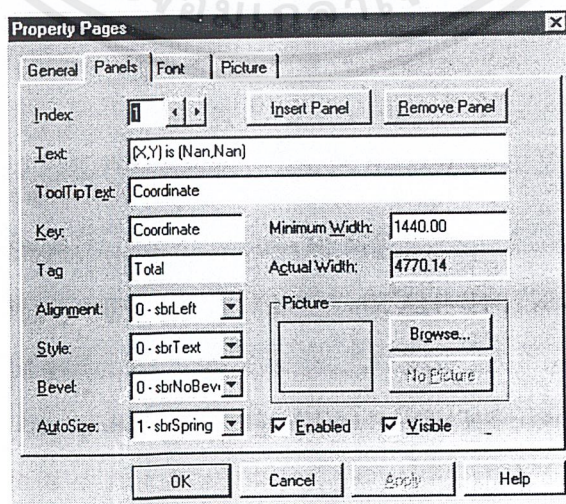 Property Pages
General Panels Font Picture
Index: 1 Insert Panel Remove Panel
Text: (X,Y) is (Nan,Nan)
ToolTipText: Coordinate
Key: Coordinate Minimum Width: 1440.00
Tag Total Actual Width: 4770.14
Alignment: 0 - sbrLeft Picture
Style: 0 - sbrText Browse...
Bevel: 0 - sbrNoBev No Picture
AutoSize: 1 - sbrSpring Enabled Visible
OK Cancel Apply Help